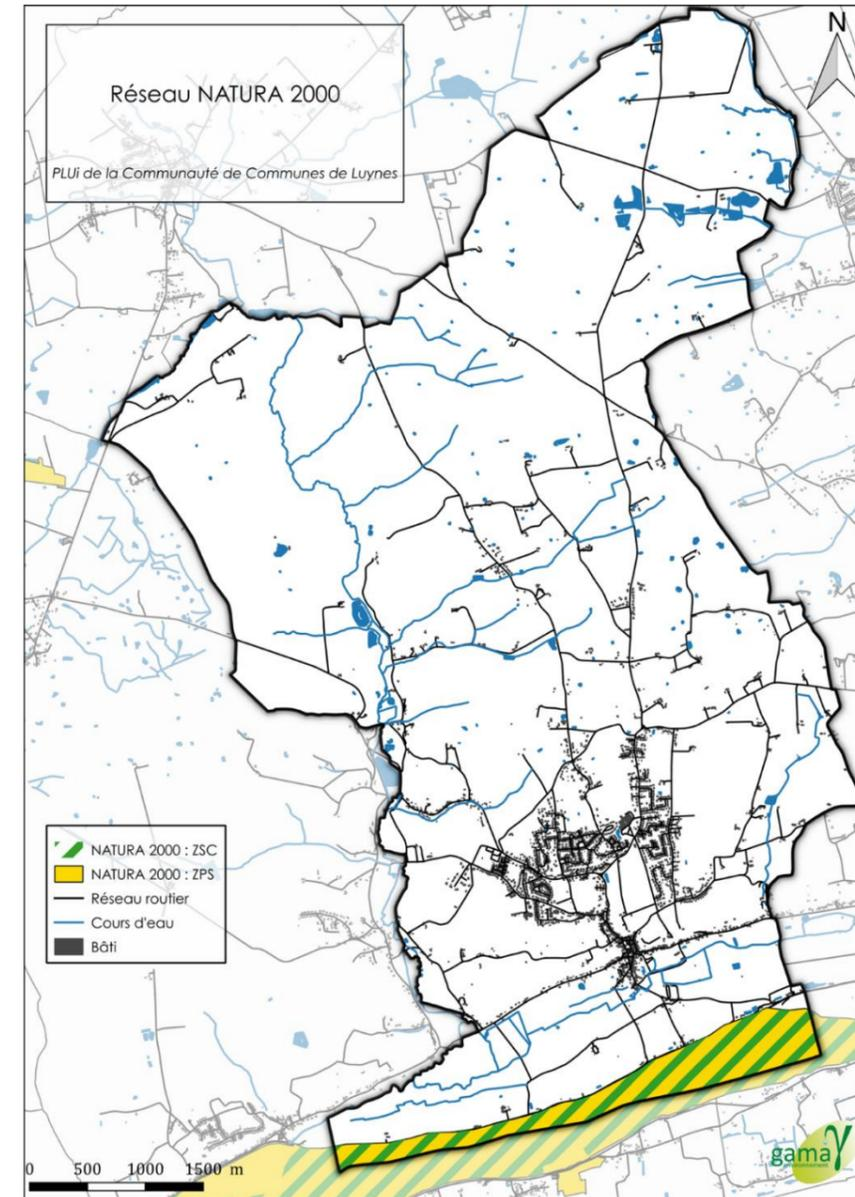 Réseau NATURA 2000
PLUi de la Communauté de Communes de Luynes
N
NATURA 2000 : ZSC
NATURA 2000 : ZPS
Réseau routier
Cours d'eau
Bâti
0 500 1000 1500 m
gama
environnement